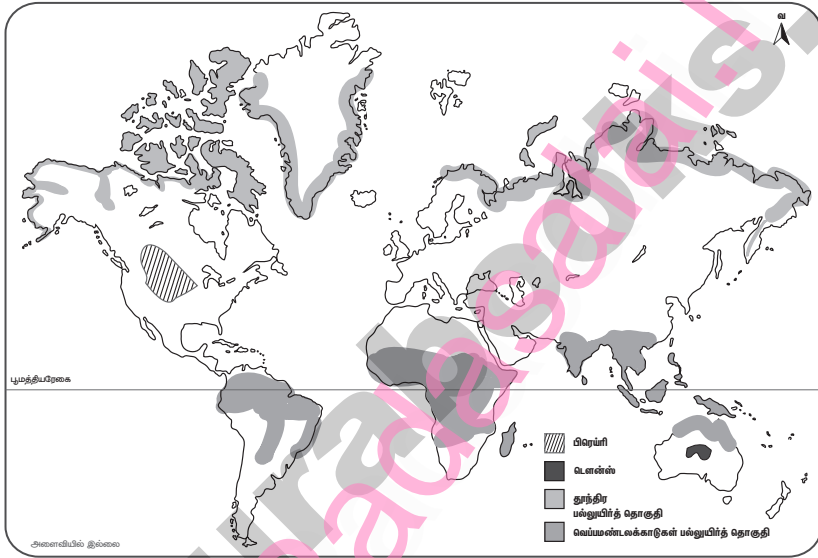 வ
பூமத்தியரேகை
பிரெய்ரி
டௌன்ஸ்
தூந்திர
பல்லுயிர்த் தொகுதி
வெப்பமண்டலக்காடுகள் பல்லுயிர்த் தொகுதி
அளைவியில் இல்லை